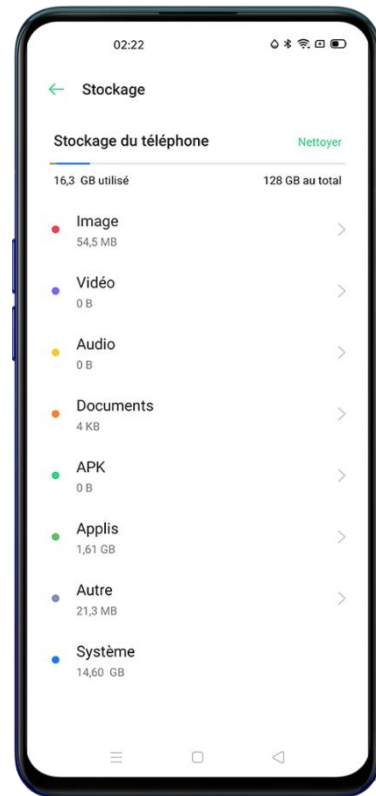 02:22
Stockage
Stockage du téléphone Nettoyer
16,3 GB utilisé 128 GB au total
Image
54,5 MB
Vidéo
0 B
Audio
0 B
Documents
4 KB
APK
0 B
Applis
1,61 GB
Autre
21,3 MB
Système
14,60 GB